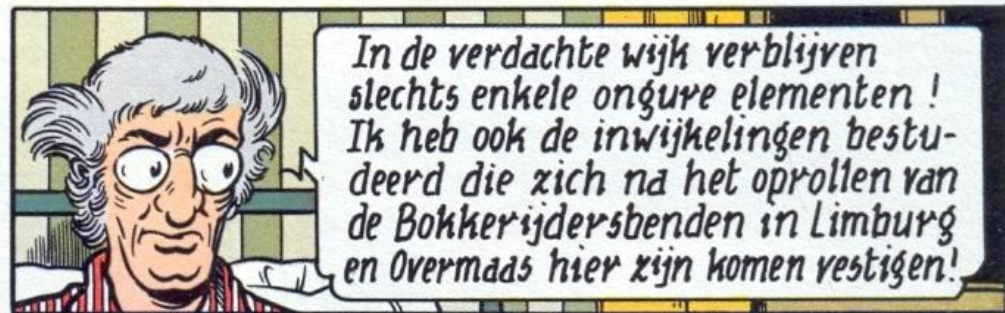 In de verdachte wijk verblijven
slechts enkele ongure elementen !
Ik heb ook de inwijkelingen bestu-
deerd die zich na het oprollen van
de Bokkerijdersbenden in Limburg
en Overmaas hier zijn komen vestigen!